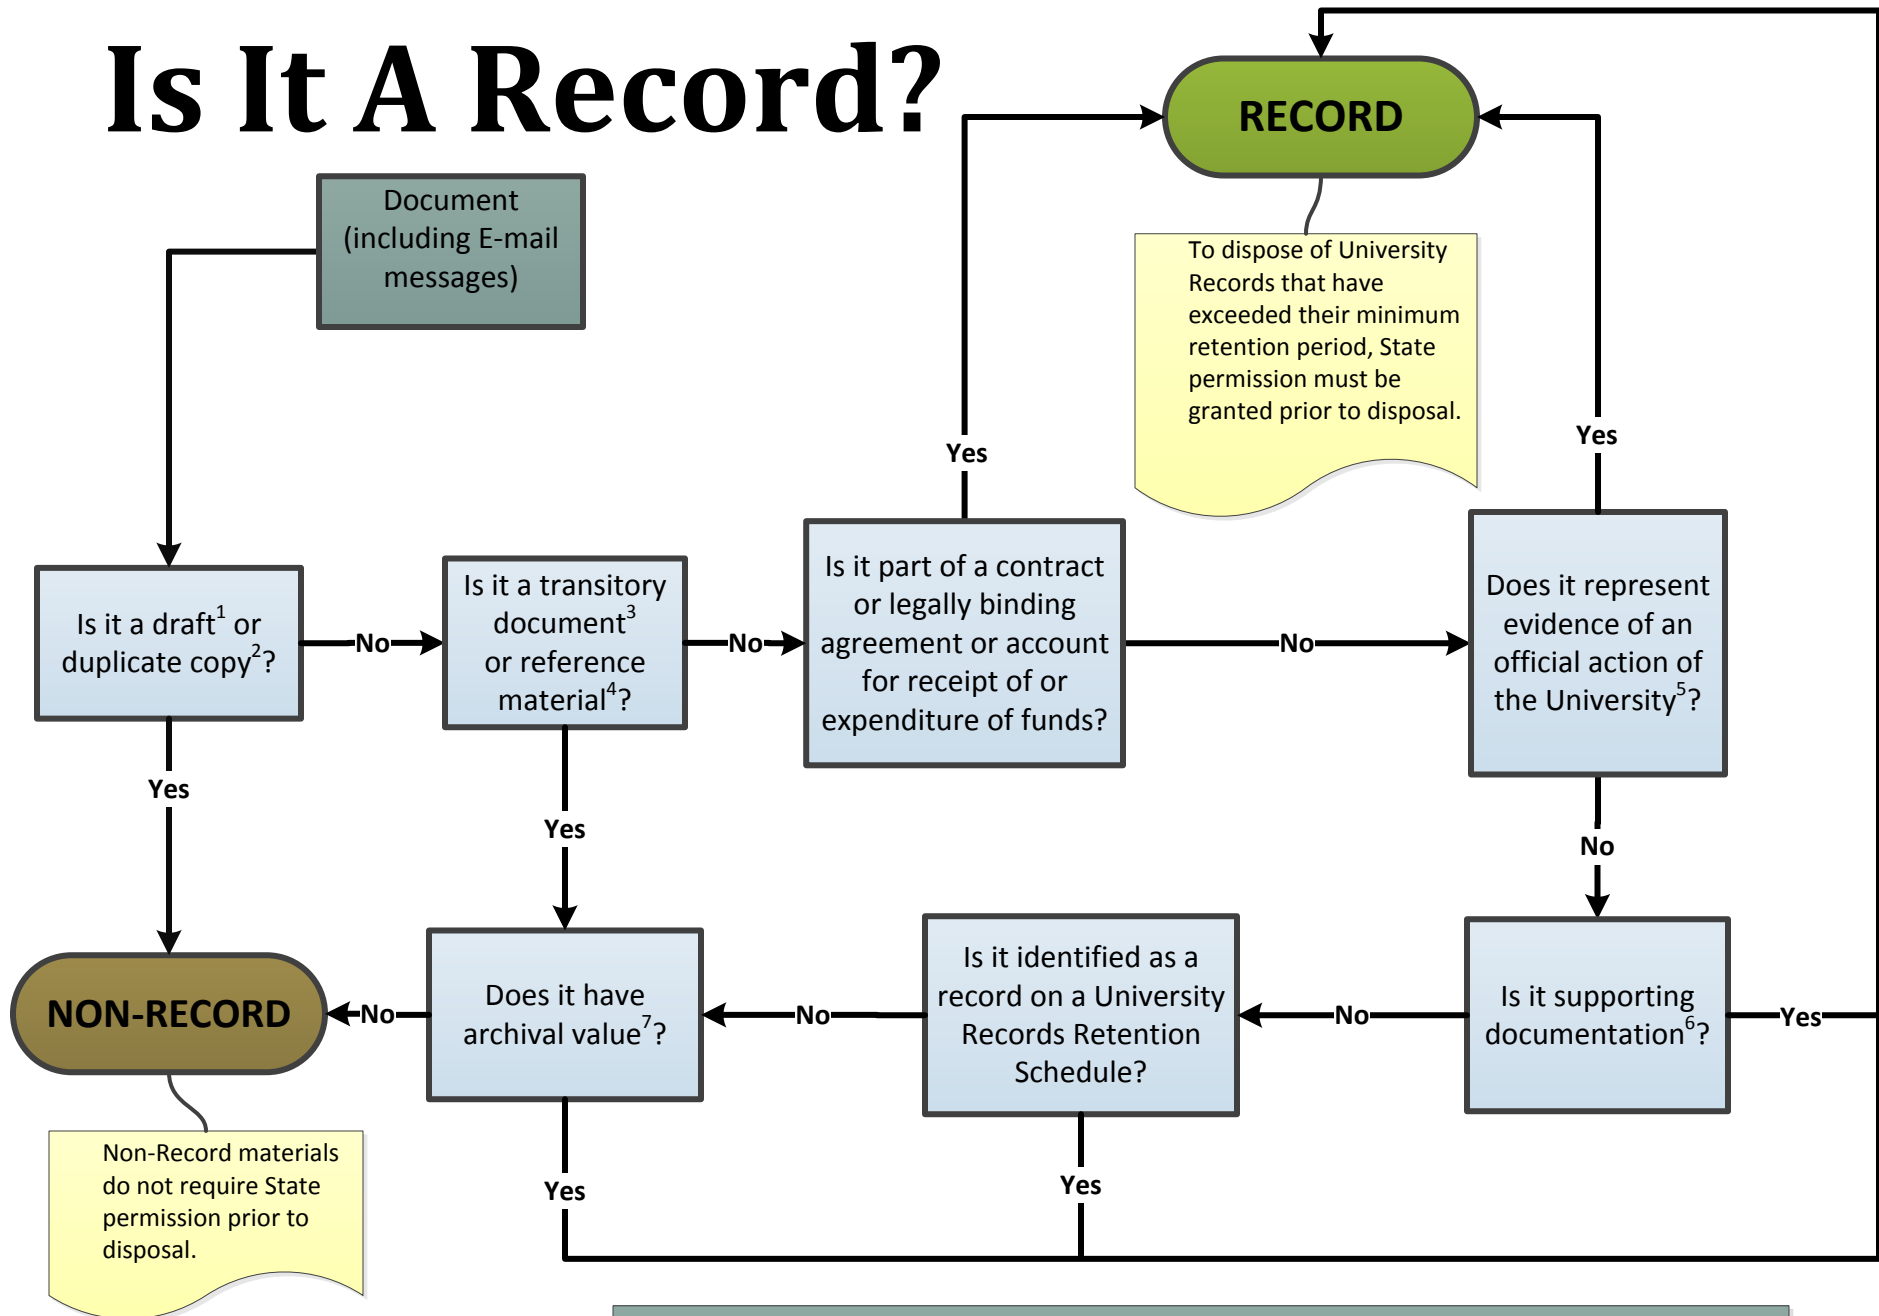 Is It A Record?
RECORD
Document
(including E-mail
messages)
To dispose of University
Records that have
exceeded their minimum
retention period, State
permission must be
granted prior to disposal.
Yes
Yes
Is it a draft1 or
duplicate copy2?
No
Is it a transitory
document3
or reference
material4?
No
Is it part of a contract
or legally binding
agreement or account
for receipt of or
expenditure of funds?
No
Does it represent
evidence of an
official action of
the University5?
Yes
Yes
No
NON-RECORD
No
Does it have
archival value7?
No
Is it identified as a
record on a University
Records Retention
Schedule?
No
Is it supporting
documentation6?
Yes
Non-Record materials
do not require State
permission prior to
disposal.
Yes
Yes